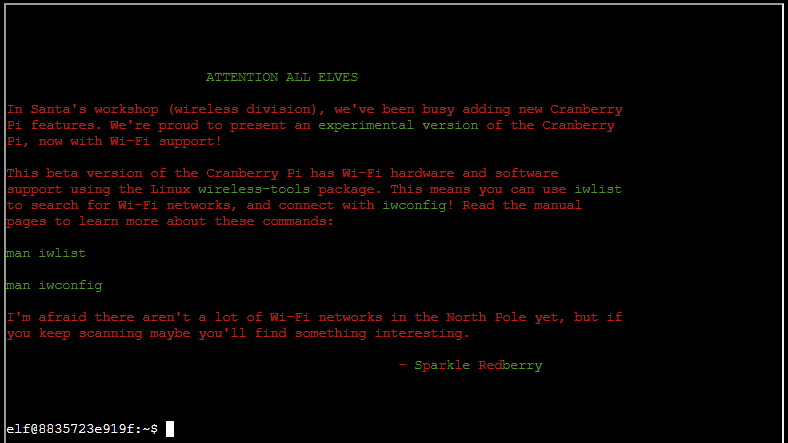 ATTENTION ALL ELVES
In Santa's workshop (wireless division), we've been busy adding new Cranberry
Pi features. We're proud to present an experimental version of the Cranberry
Pi, now with Wi-Fi support!
This beta version of the Cranberry Pi has Wi-Fi hardware and software
support using the Linux wireless-tools package. This means you can use iwlist
to search for Wi-Fi networks, and connect with iwconfig! Read the manual
pages to learn more about these commands:
man iwlist
man iwconfig
I'm afraid there aren't a lot of Wi-Fi networks in the North Pole yet, but if
you keep scanning maybe you'll find something interesting.
- Sparkle Redberry
elf@8835723e919f:~$